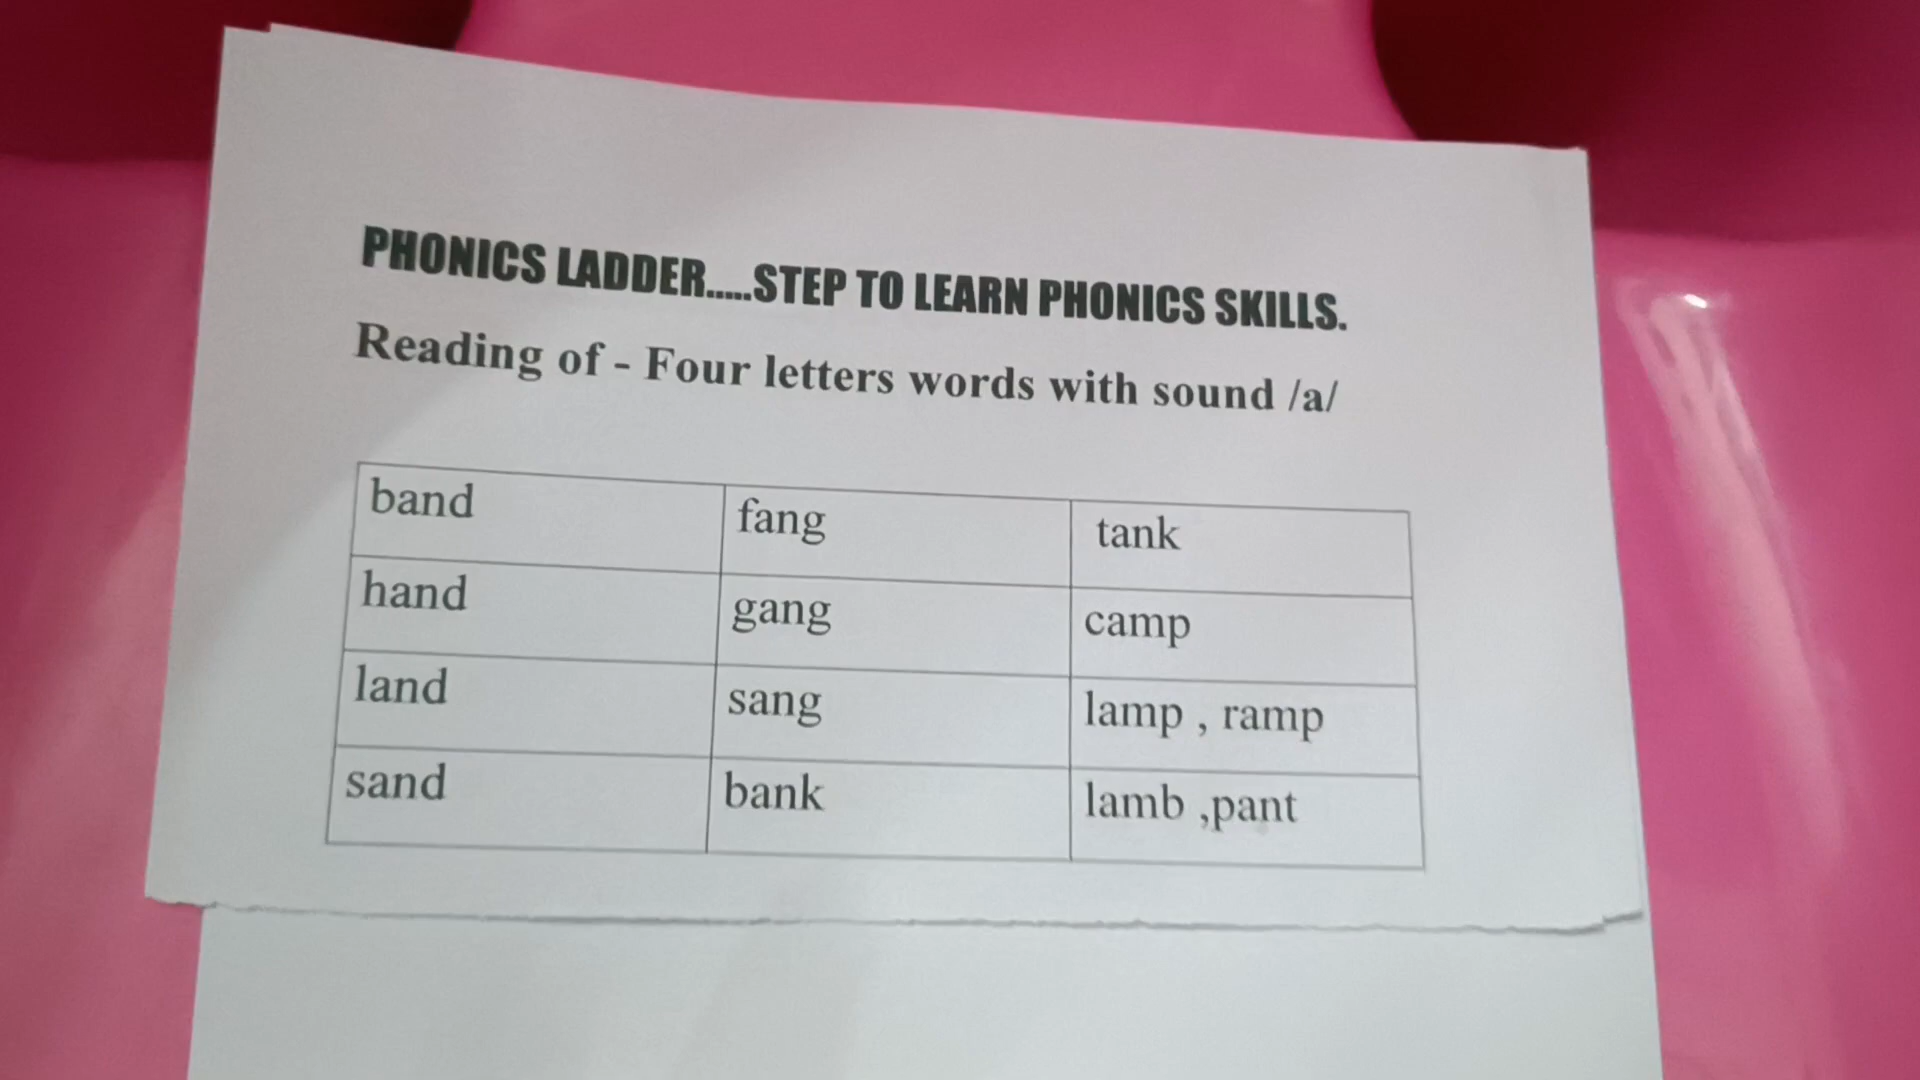 PHONICS LADDER.....STEP TO LEARN PHONICS SKILLS.
Reading of - Four letters words with sound /a/
band fang tank
hand gang camp
land sang lamp , ramp
sand bank lamb ,pant